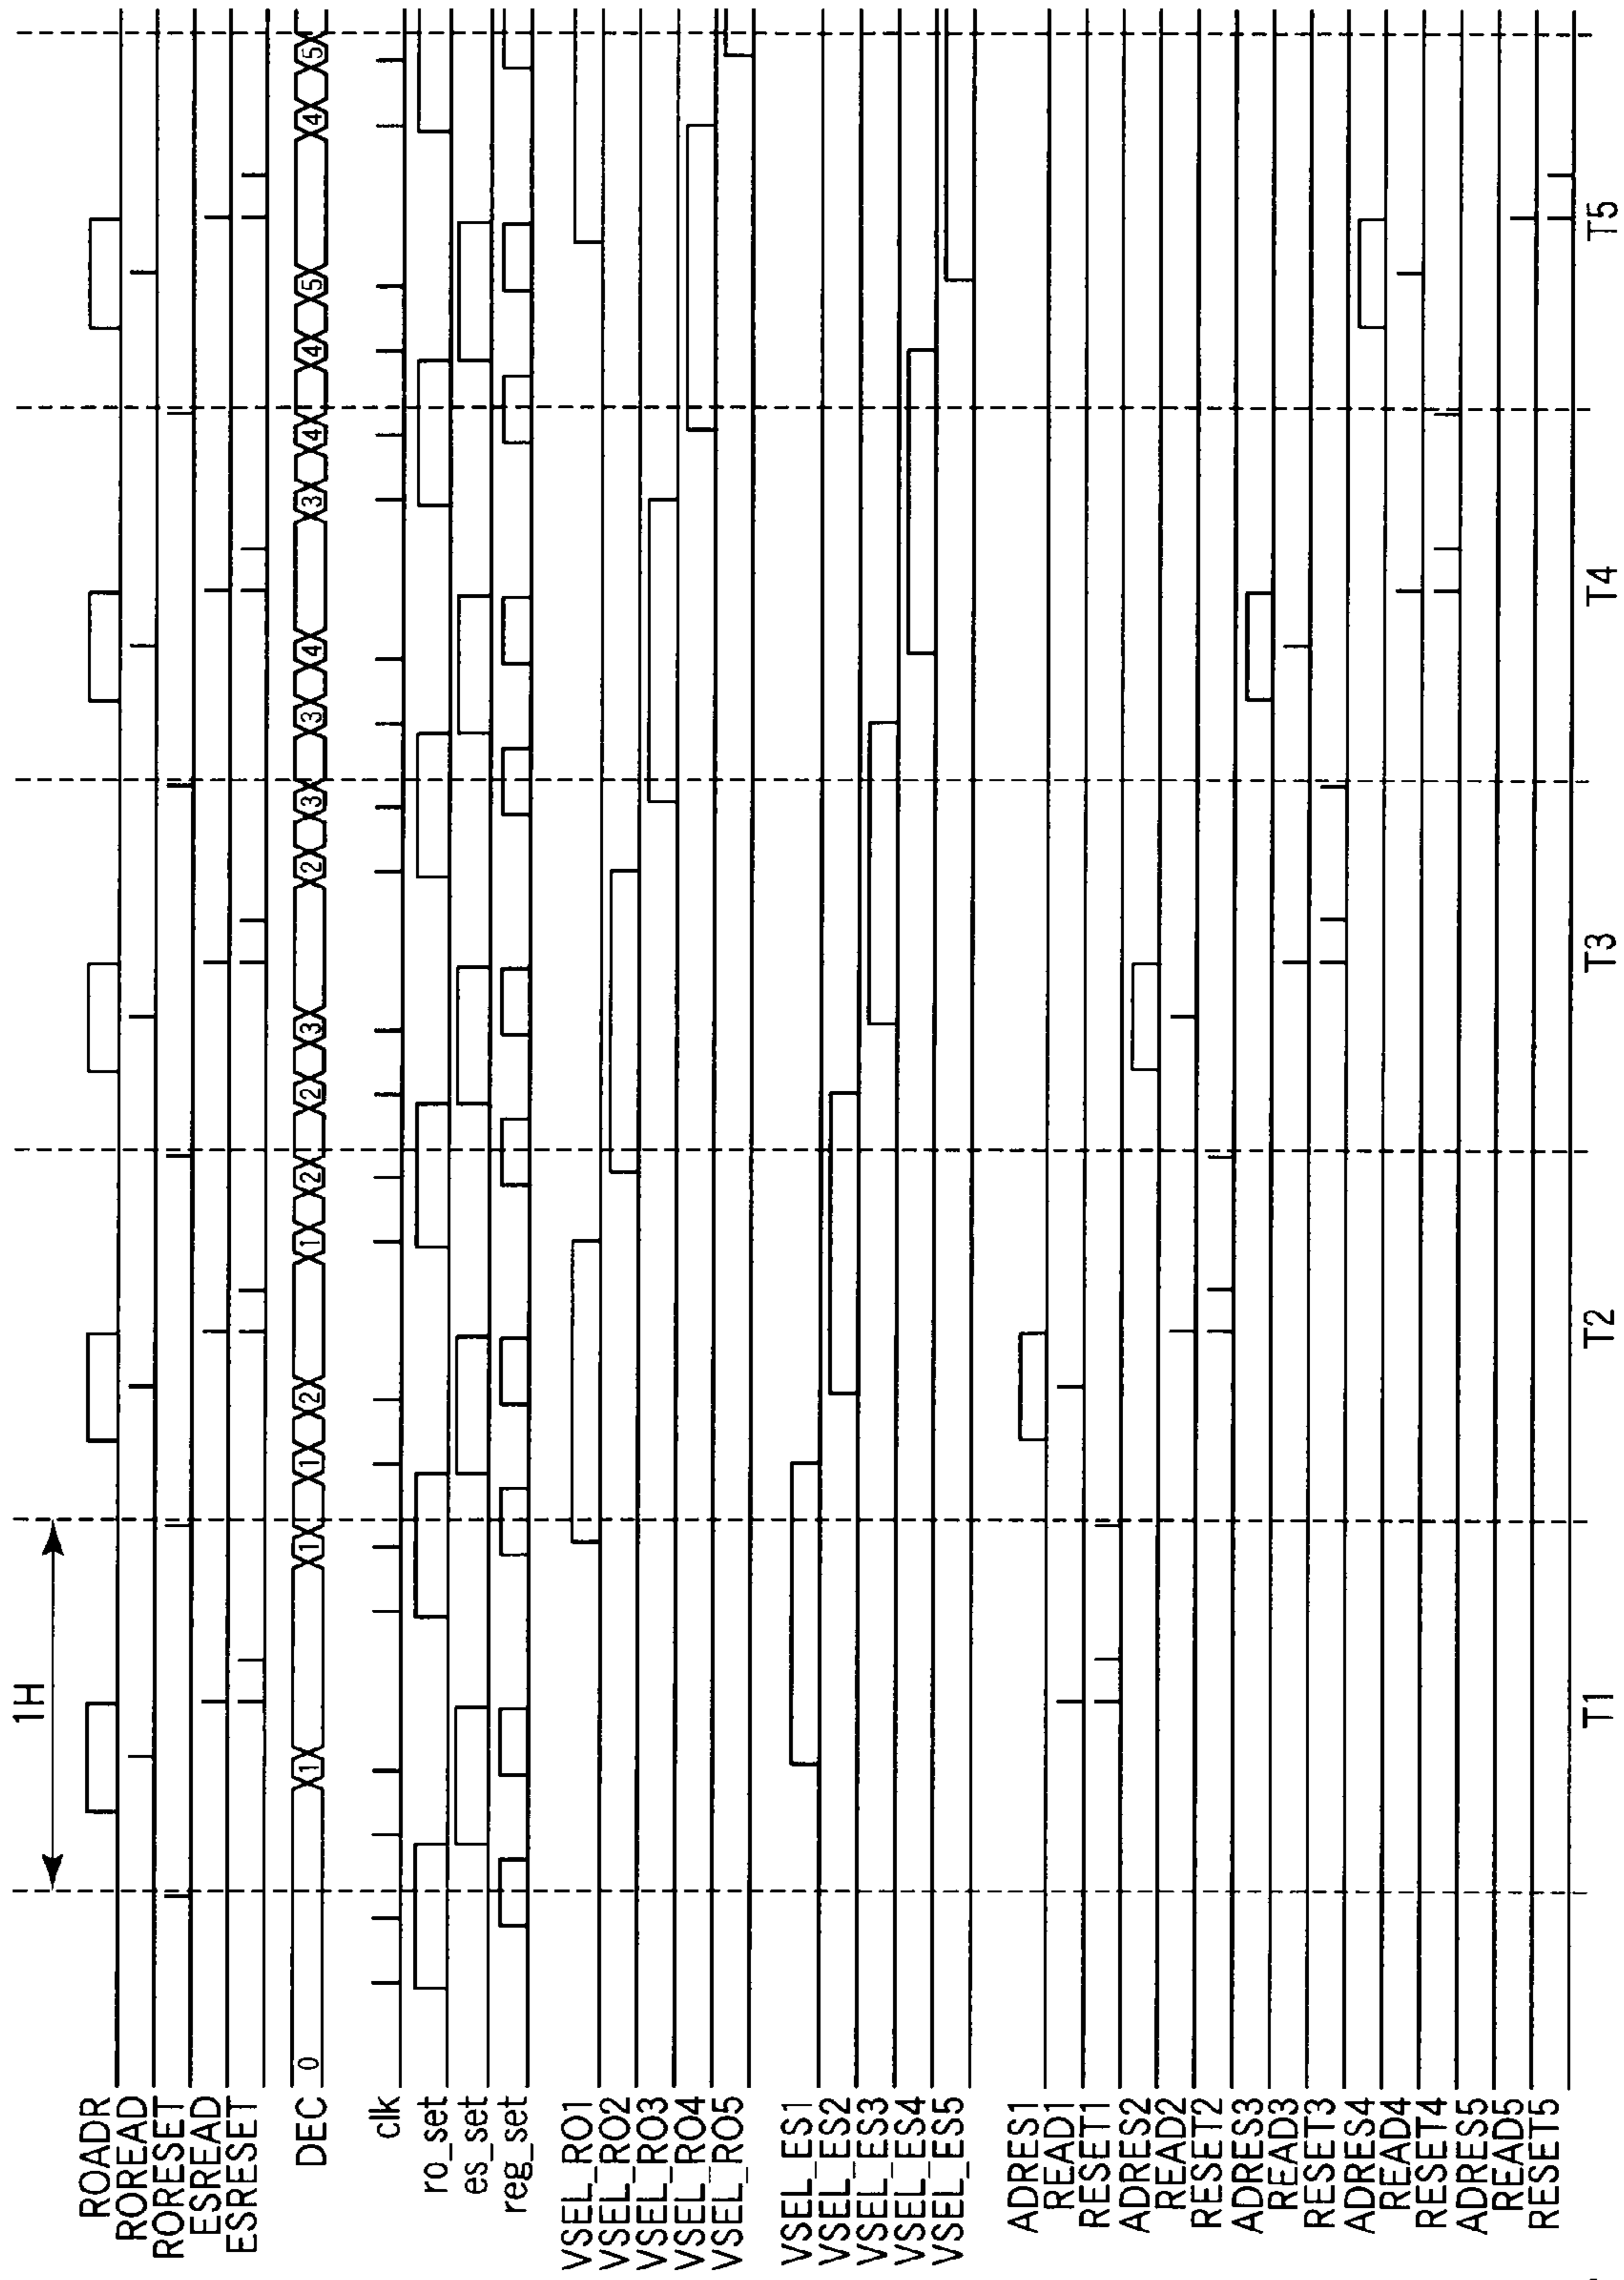 1H
ROADR
ROREAD
RORESET
ESREAD
ESRESET
DEC 0 1 1 1 2 1 2 2 3 2 3 3 4 3 4 4 5 4 5
clk
ro_set
es_set
reg_set
VSEL_RO1
VSEL_RO2
VSEL_RO3
VSEL_RO4
VSEL_RO5
VSEL_ES1
VSEL_ES2
VSEL_ES3
VSEL_ES4
VSEL_ES5
ADRES1
READ1
RESET1
ADRES2
READ2
RESET2
ADRES3
READ3
RESET3
ADRES4
READ4
RESET4
ADRES5
READ5
RESET5
T1 T2 T3 T4 T5